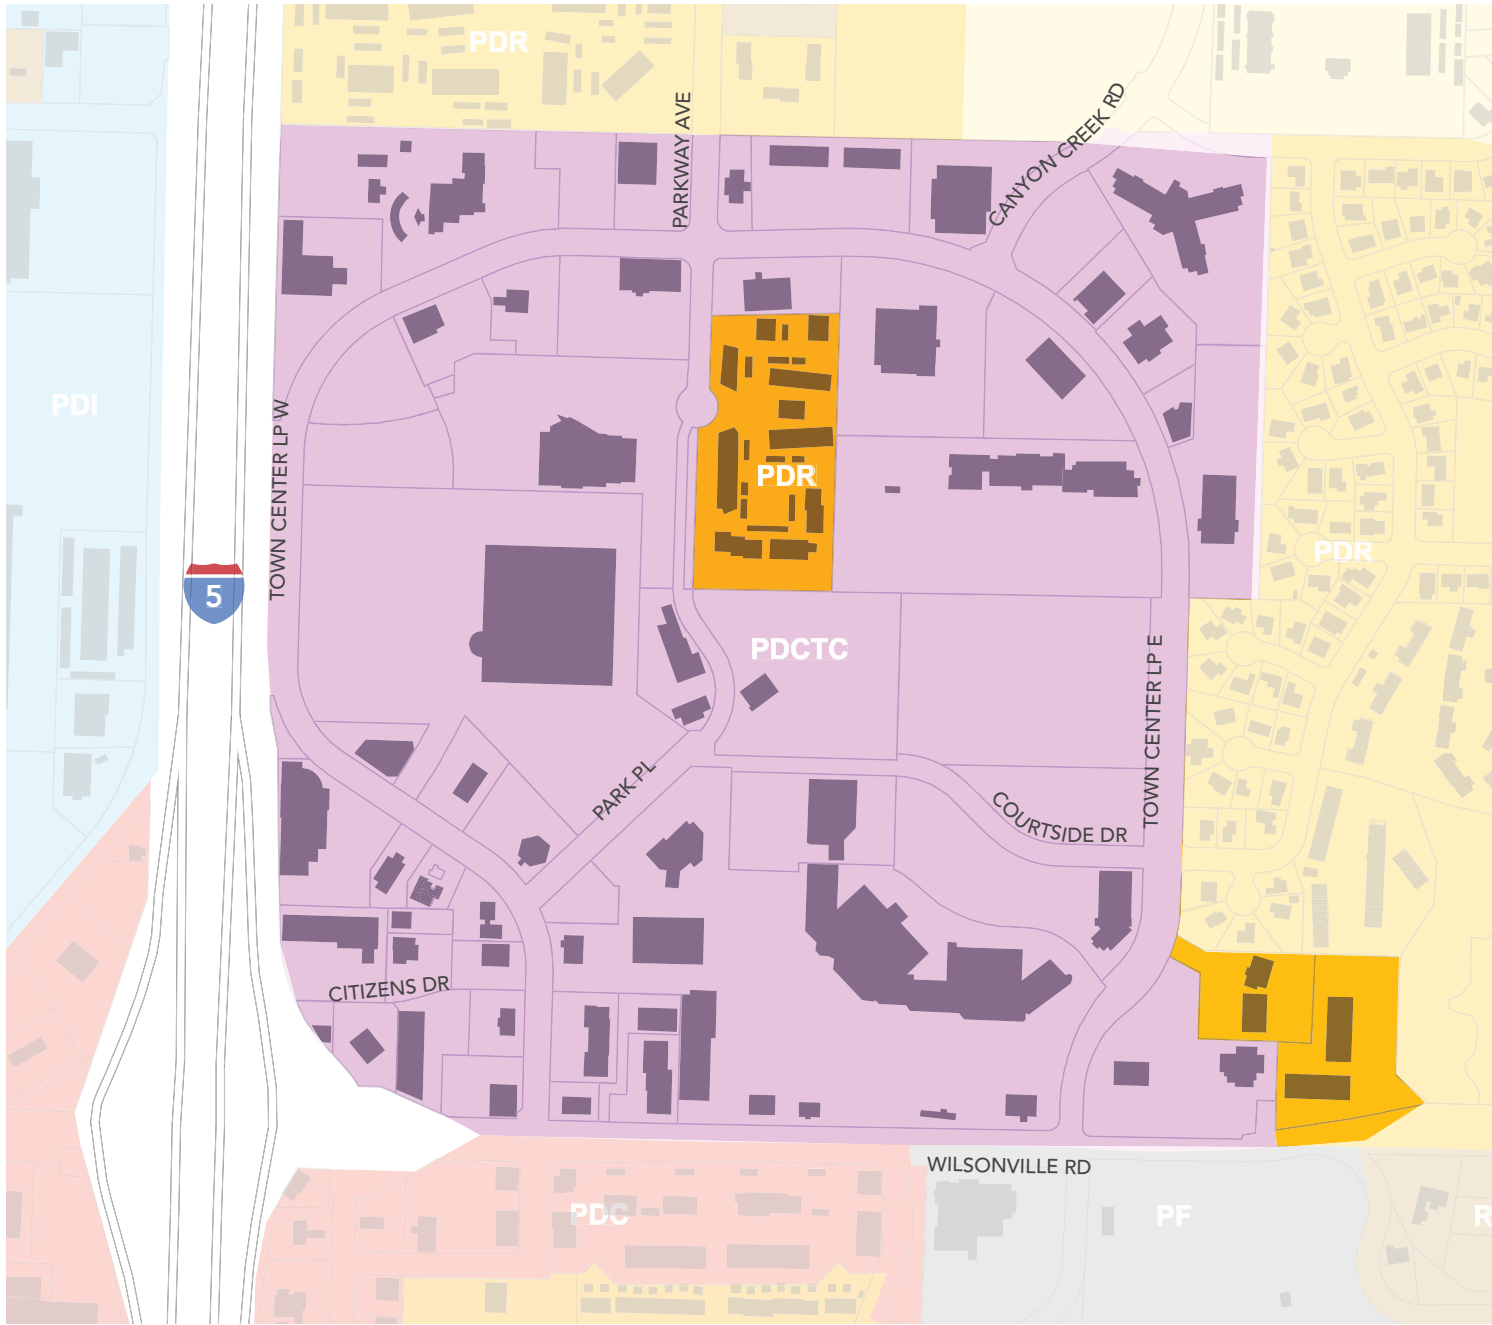 PDR
PARKWAY AVE
CANYON CREEK RD
PDI
TOWN CENTER LP W
PDR
PDR
5
PDCTC
TOWN CENTER LP E
PARK PL
COURTSIDE DR
CITIZENS DR
WILSONVILLE RD
PDC
PF
R